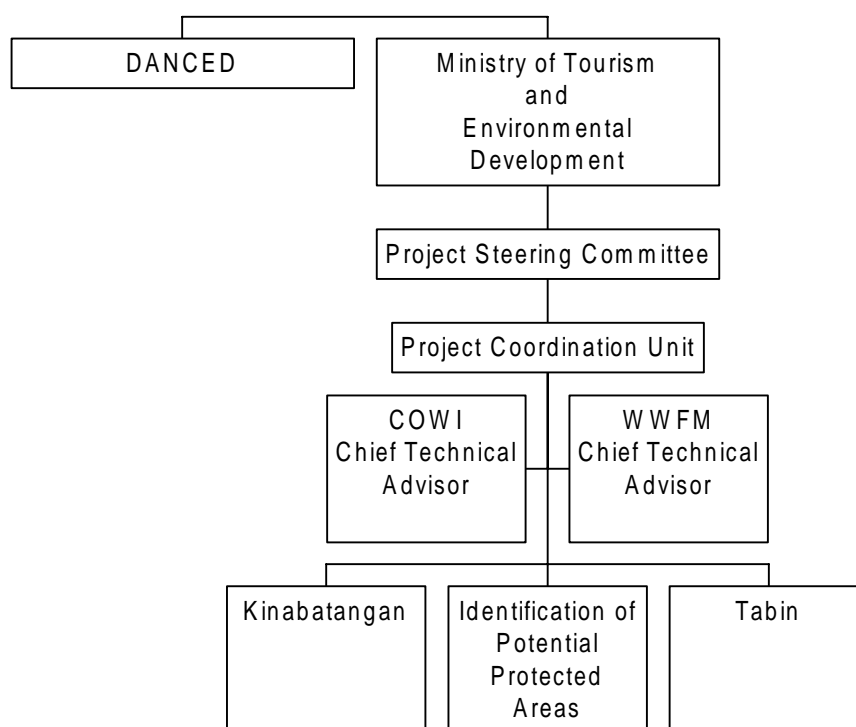 DANCED
Ministry of Tourism
and
Environmental
Development
Project Steering Committee
Project Coordination Unit
COWI
Chief Technical
Advisor
WWFM
Chief Technical
Advisor
Kinabatangan
Identification of
Potential
Protected
Areas
Tabin